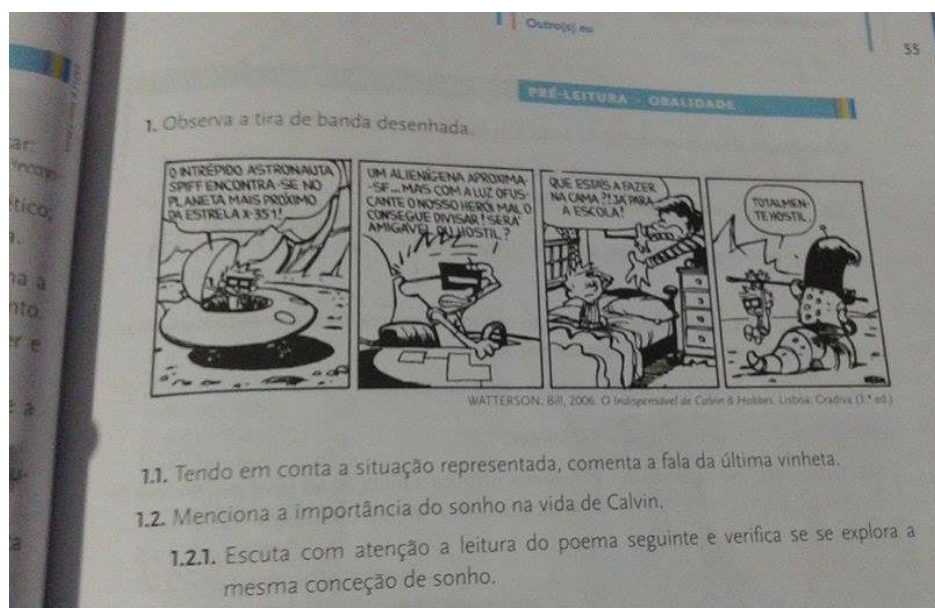 Outro(s) eu
55
PRÉ-LEITURA · ORALIDADE
1. Observa a tira de banda desenhada.
O INTRÉPIDO ASTRONAUTA
SPIFF ENCONTRA-SE NO
PLANETA MAIS PRÓXIMO
DA ESTRELA X-351!
UM ALIENÍGENA APROXIMA-
-SE... MAS COM A LUZ OFUS-
CANTE O NOSSO HERÓI MAL O
CONSEGUE DIVISAR! SERÁ
AMIGÁVEL OU HOSTIL?
QUE ESTÁS A FAZER
NA CAMA?!! JÁ PARA
A ESCOLA!
TOTALMEN-
TE HOSTIL.
WATTERSON, Bill, 2006. O Indispensável de Calvin & Hobbes. Lisboa: Gradiva (3.ª ed.)
1.1. Tendo em conta a situação representada, comenta a fala da última vinheta.
1.2. Menciona a importância do sonho na vida de Calvin.
1.2.1. Escuta com atenção a leitura do poema seguinte e verifica se se explora a
mesma conceção de sonho.